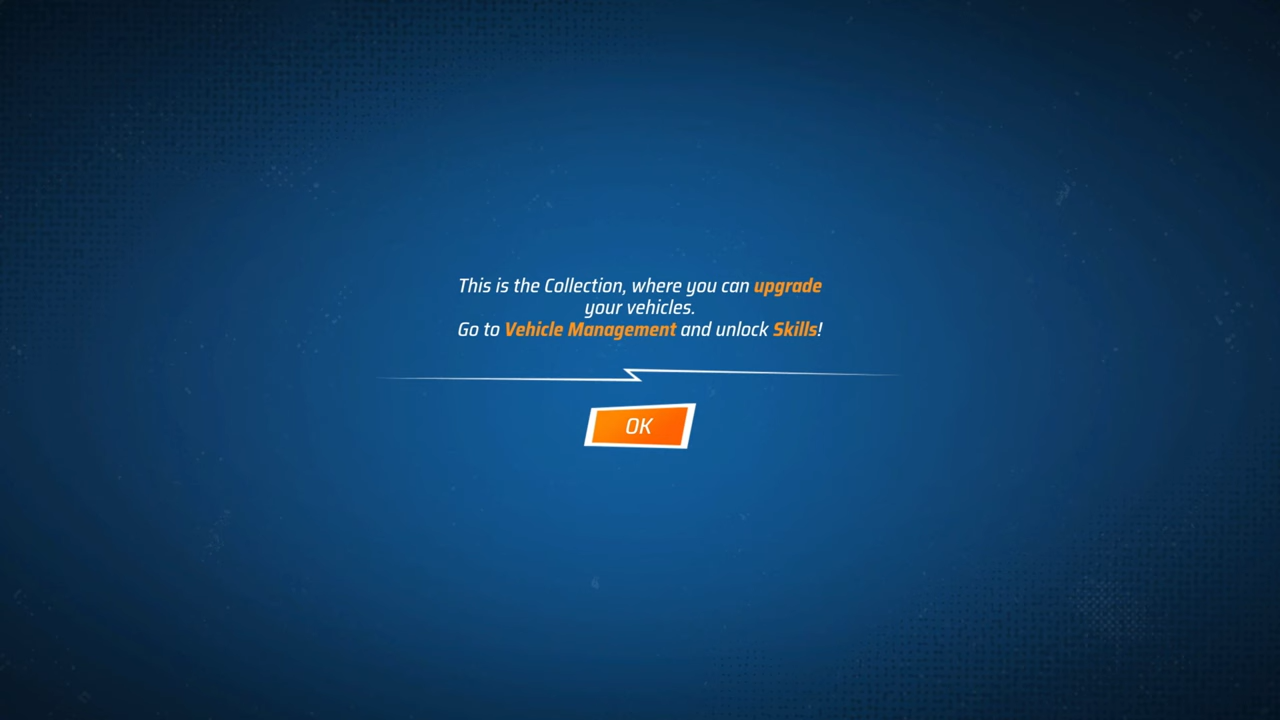 This is the Collection, where you can upgrade
your vehicles.
Go to Vehicle Management and unlock Skills!
OK